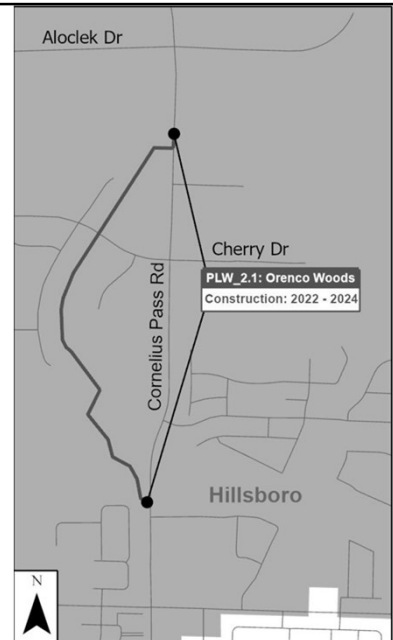 Aloclek Dr
Cherry Dr
PLW_2.1: Orenco Woods
Construction: 2022 - 2024
Cornelius Pass Rd
Hillsboro
N